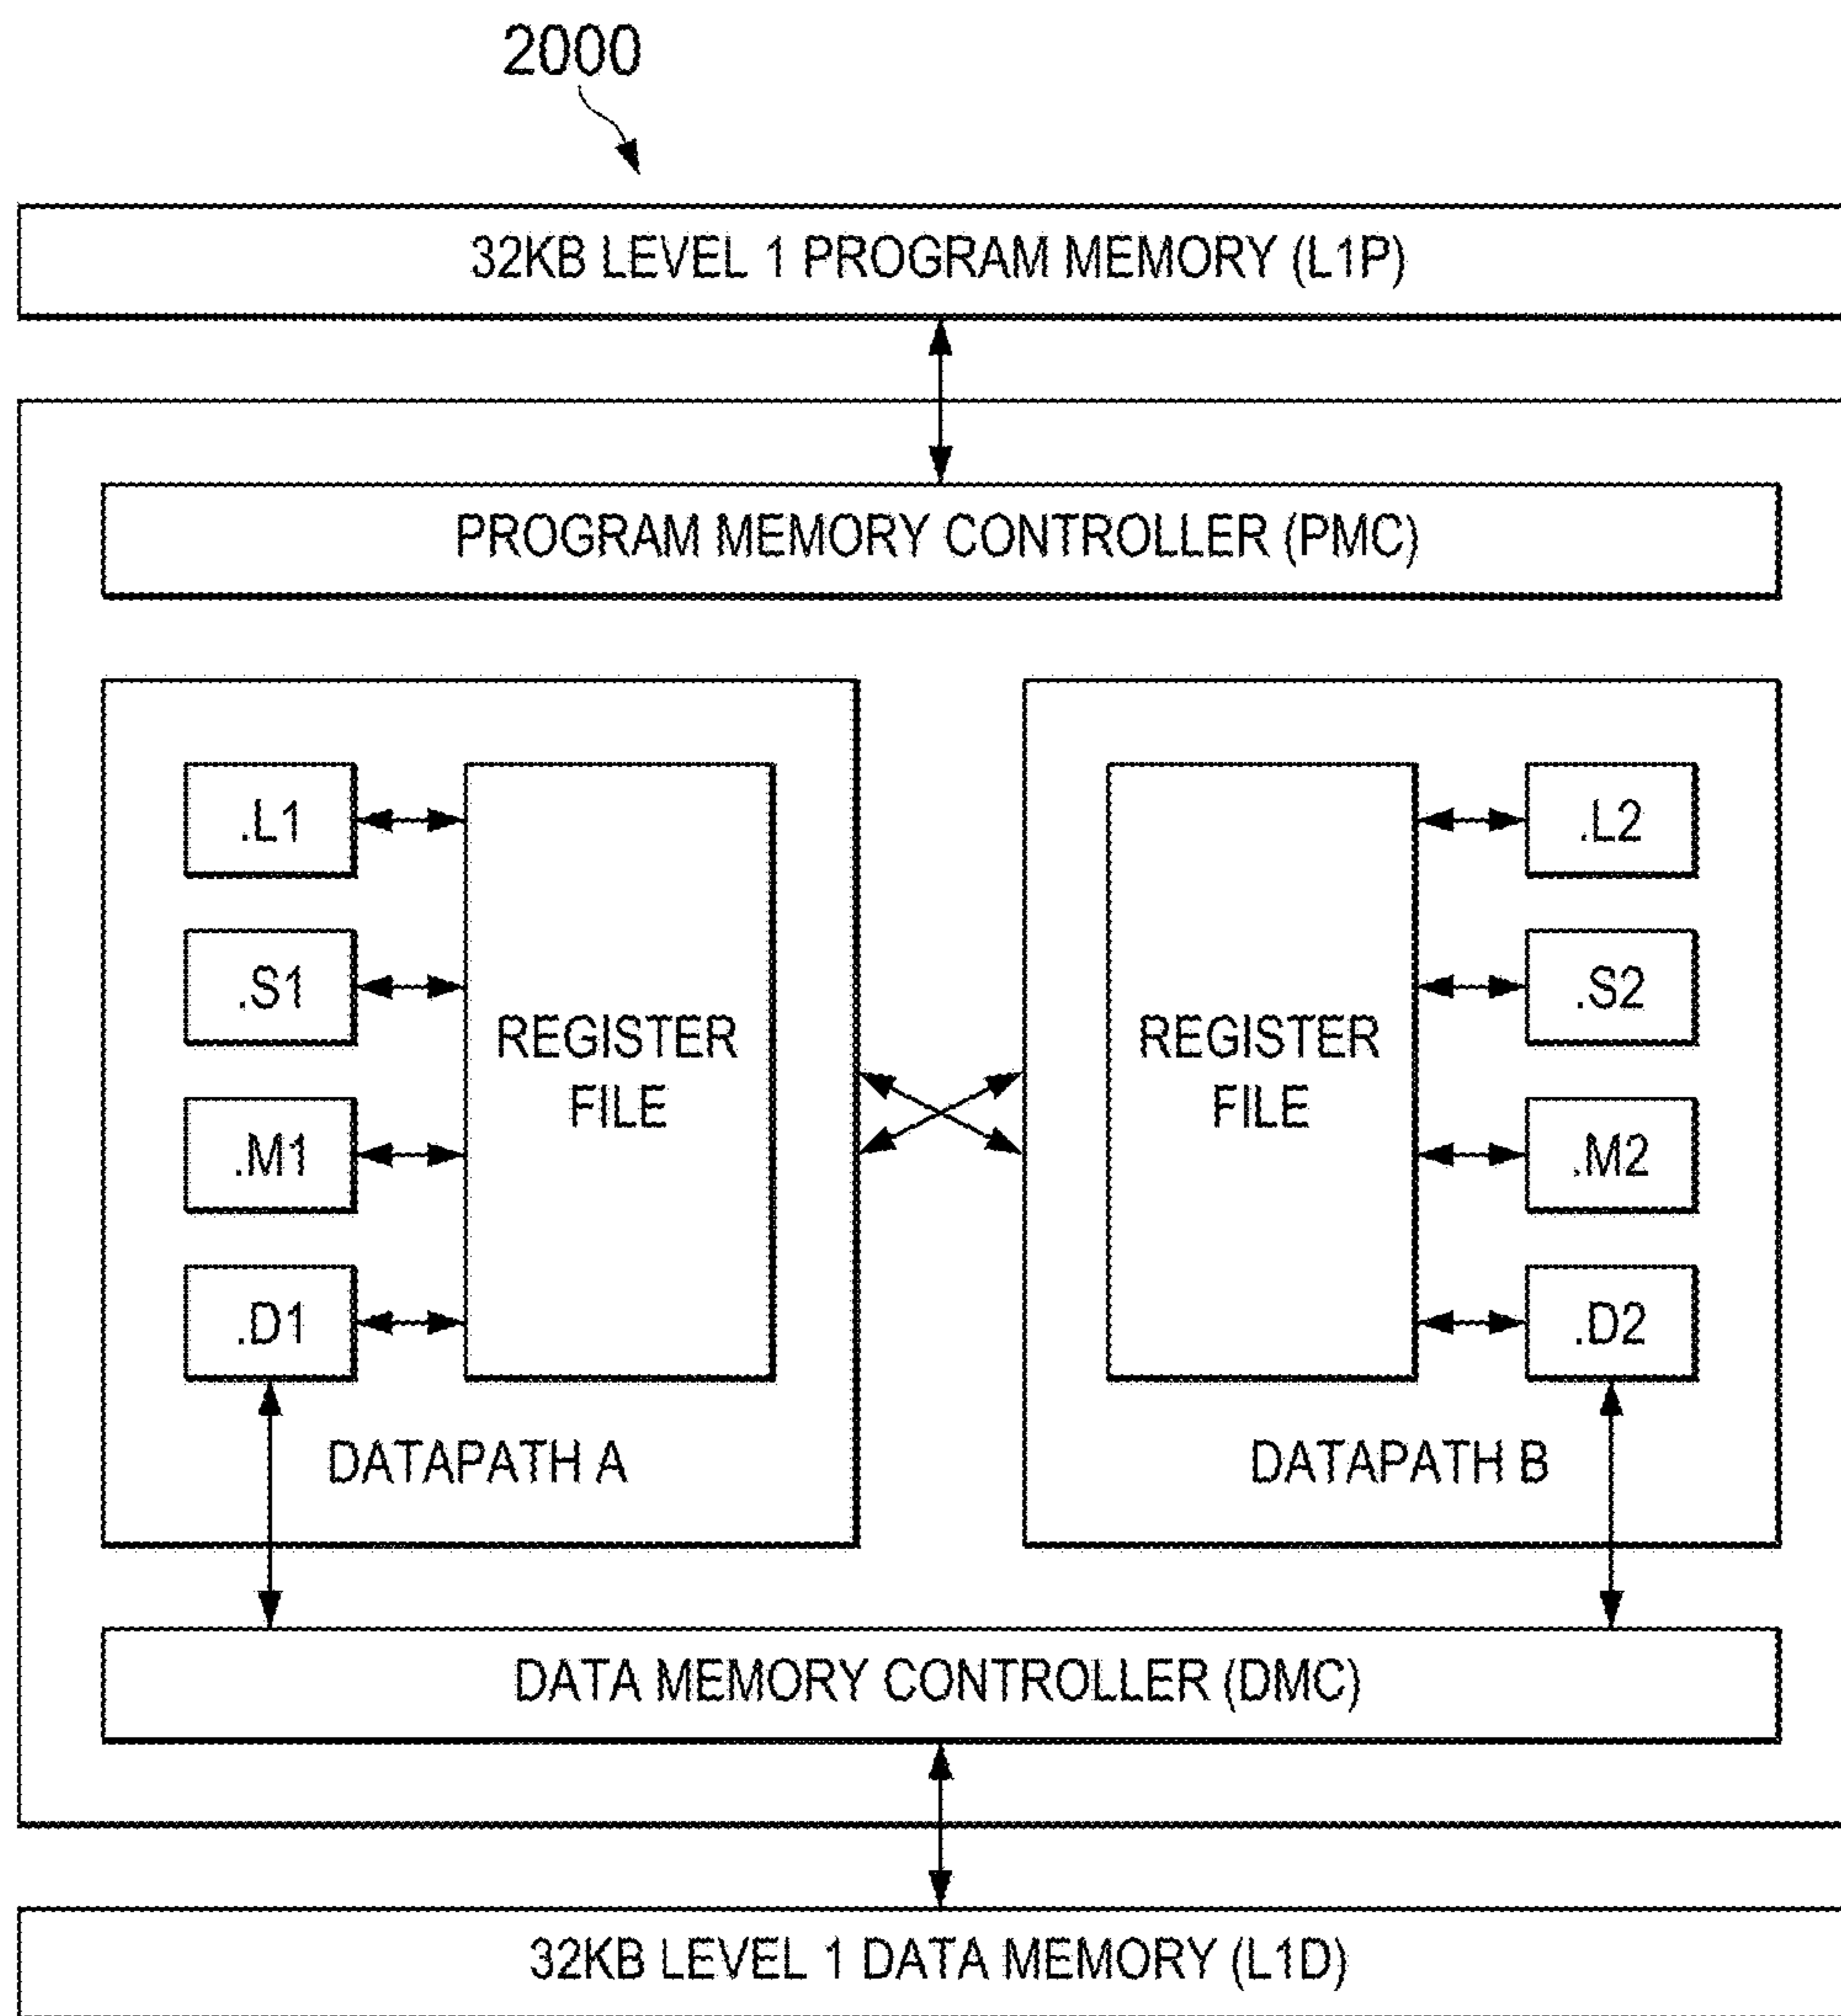 2000
32KB LEVEL 1 PROGRAM MEMORY (L1P)
PROGRAM MEMORY CONTROLLER (PMC)
.L1
.S1
.M1
.D1
REGISTER
FILE
DATAPATH A
REGISTER
FILE
.L2
.S2
.M2
.D2
DATAPATH B
DATA MEMORY CONTROLLER (DMC)
32KB LEVEL 1 DATA MEMORY (L1D)